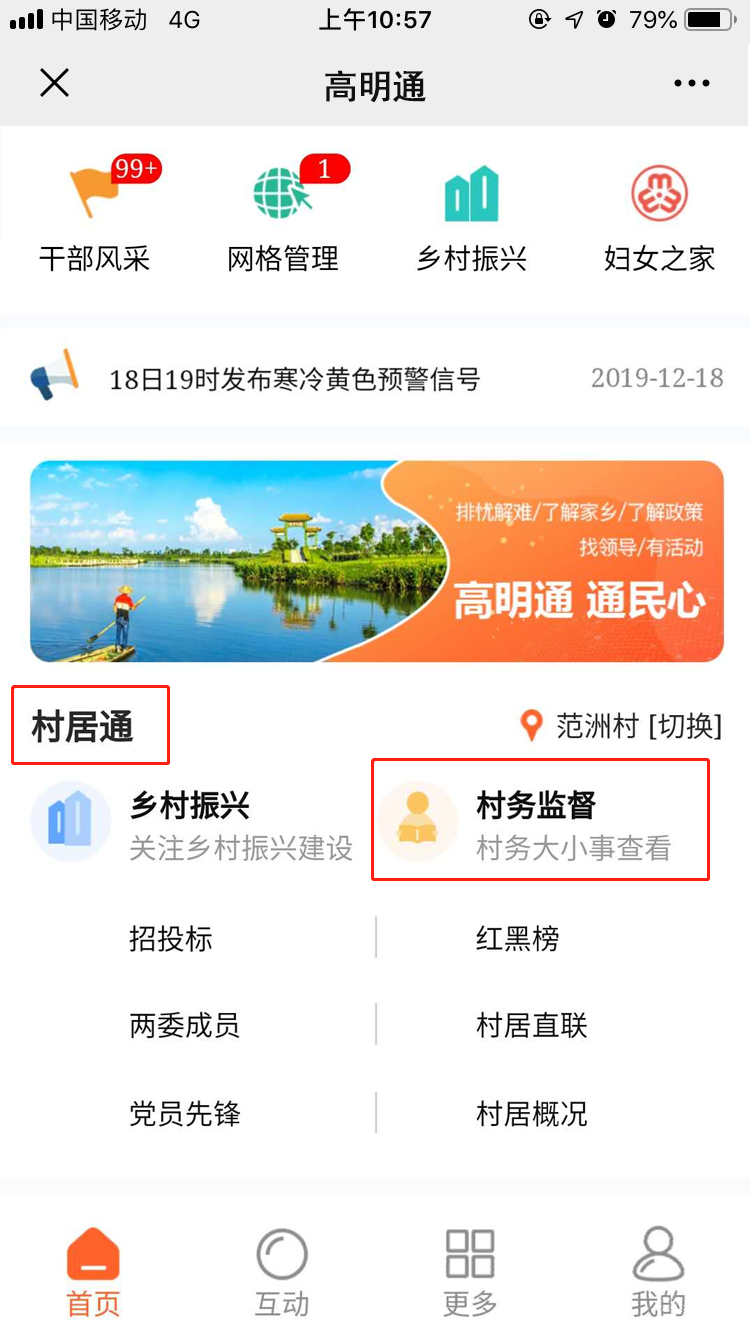 中国移动 4G 上午10:57 79%
高明通
99+ 1
干部风采 网格管理 乡村振兴 妇女之家
18日19时发布寒冷黄色预警信号 2019-12-18
排忧解难/了解家乡/了解政策
找领导/有活动
高明通 通民心
村居通 范洲村 [切换]
乡村振兴 村务监督
关注乡村振兴建设 村务大小事查看
招投标 红黑榜
两委成员 村居直联
党员先锋 村居概况
首页 互动 更多 我的